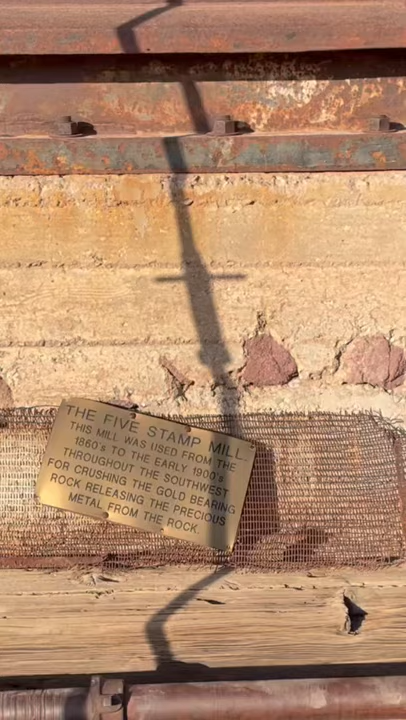 THE FIVE STAMP MILL.
THIS MILL WAS USED FROM THE
1860's TO THE EARLY 1900's
THROUGHOUT THE SOUTHWEST
FOR CRUSHING THE GOLD BEARING
ROCK RELEASING THE PRECIOUS
METAL FROM THE ROCK.